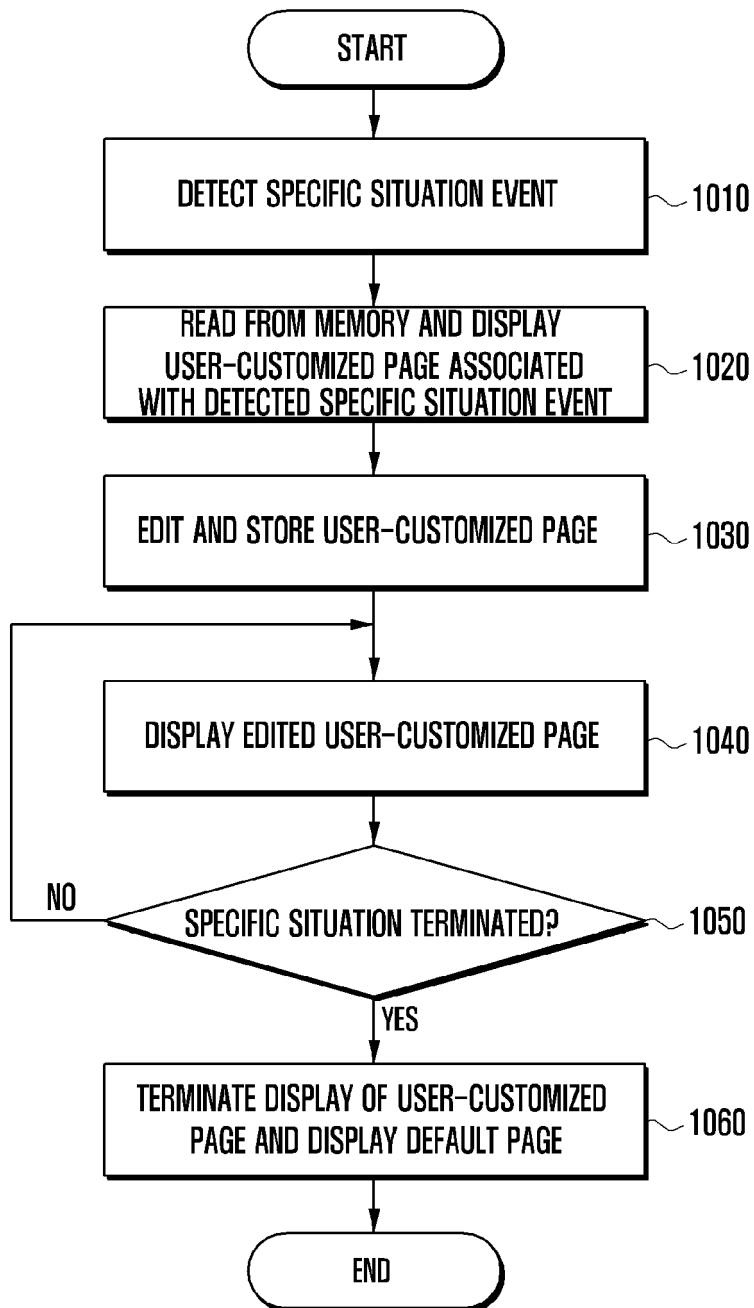 START
DETECT SPECIFIC SITUATION EVENT
1010
READ FROM MEMORY AND DISPLAY
USER-CUSTOMIZED PAGE ASSOCIATED
WITH DETECTED SPECIFIC SITUATION EVENT
1020
EDIT AND STORE USER-CUSTOMIZED PAGE
1030
DISPLAY EDITED USER-CUSTOMIZED PAGE
1040
NO
SPECIFIC SITUATION TERMINATED?
1050
YES
TERMINATE DISPLAY OF USER-CUSTOMIZED
PAGE AND DISPLAY DEFAULT PAGE
1060
END